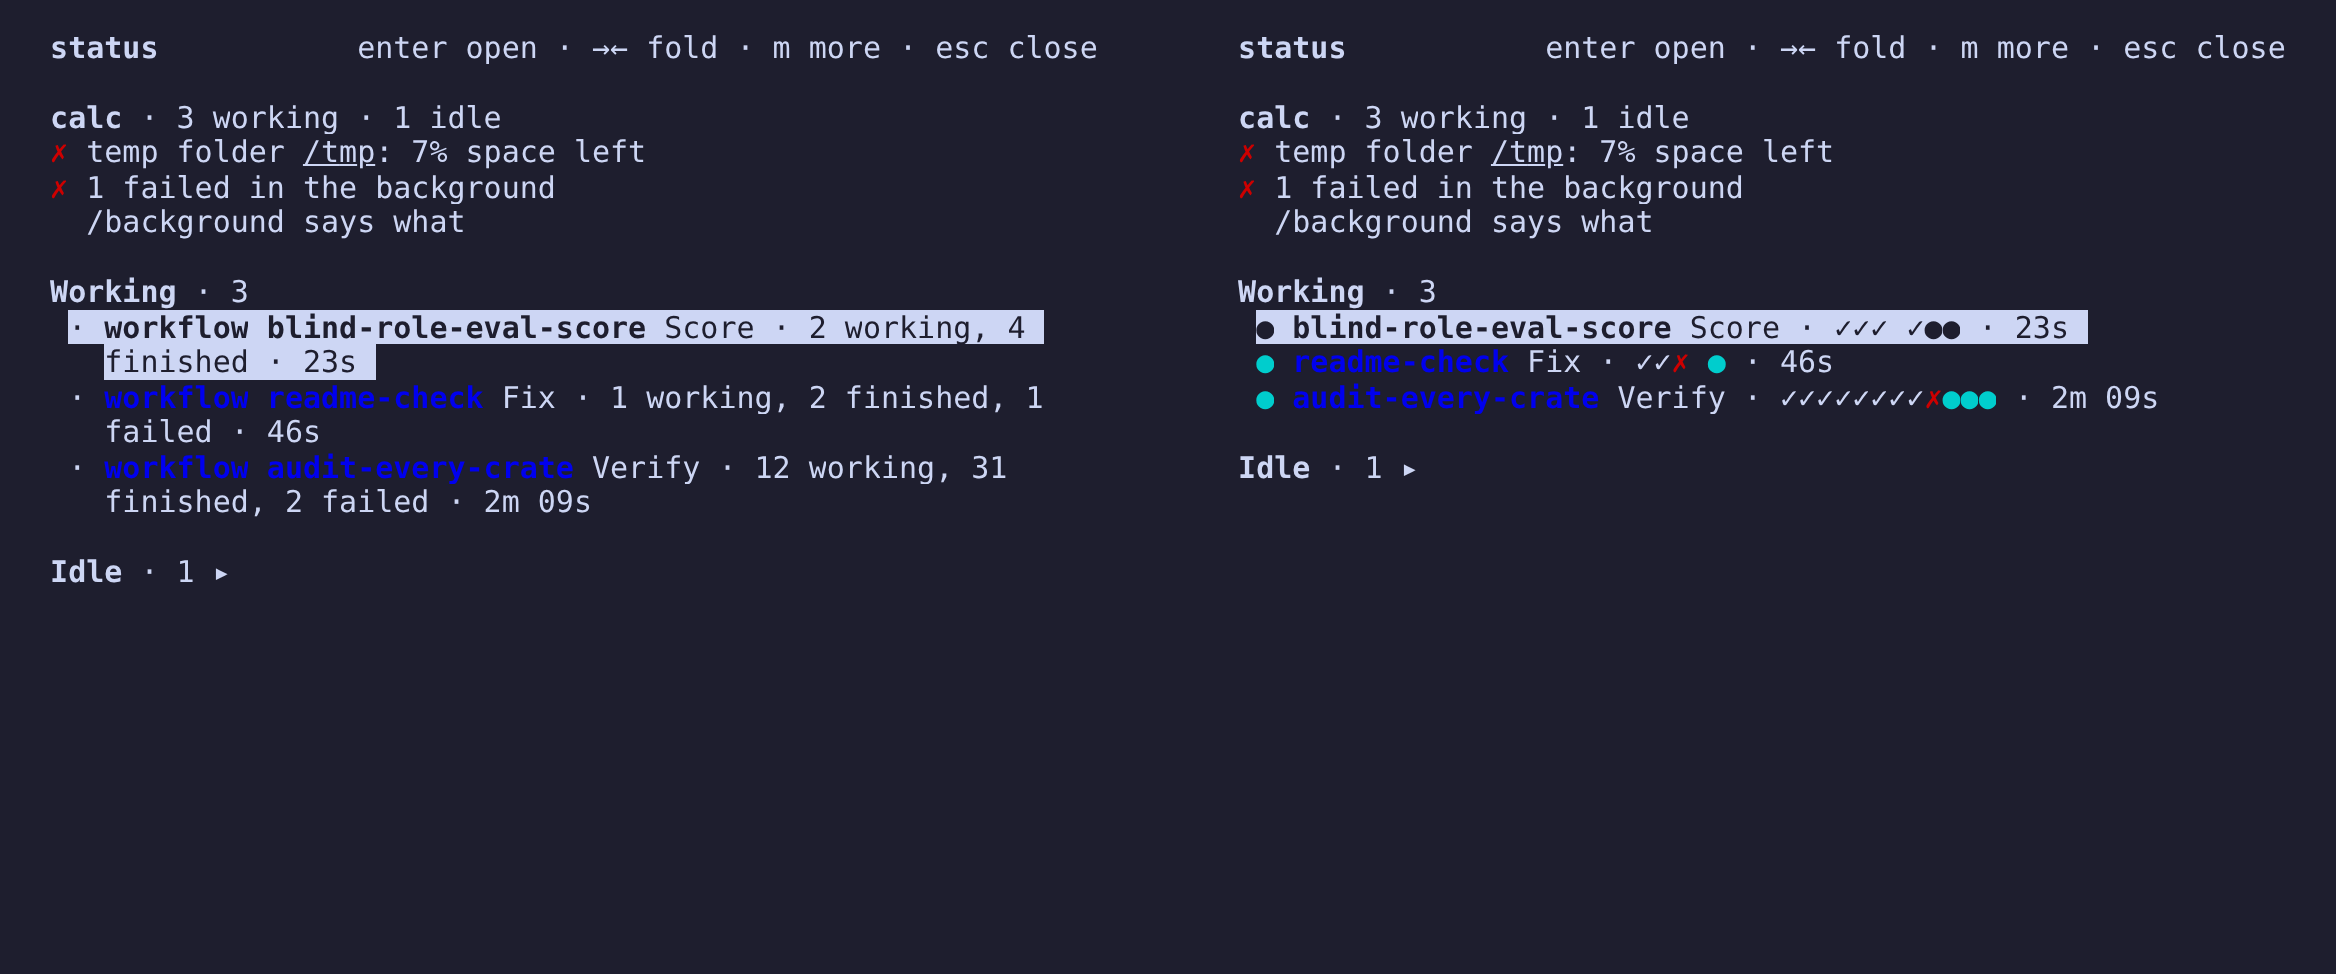 status enter open · →← fold · m more · esc close
calc · 3 working · 1 idle
✗ temp folder /tmp: 7% space left
✗ 1 failed in the background
/background says what
Working · 3
· workflow blind-role-eval-score Score · 2 working, 4
finished · 23s
· workflow readme-check Fix · 1 working, 2 finished, 1
failed · 46s
· workflow audit-every-crate Verify · 12 working, 31
finished, 2 failed · 2m 09s
Idle · 1 ▸
status enter open · →← fold · m more · esc close
calc · 3 working · 1 idle
✗ temp folder /tmp: 7% space left
✗ 1 failed in the background
/background says what
Working · 3
● blind-role-eval-score Score · ✓✓✓ ✓●● · 23s
● readme-check Fix · ✓✓✗ ● · 46s
● audit-every-crate Verify · ✓✓✓✓✓✓✓✓✗●●● · 2m 09s
Idle · 1 ▸